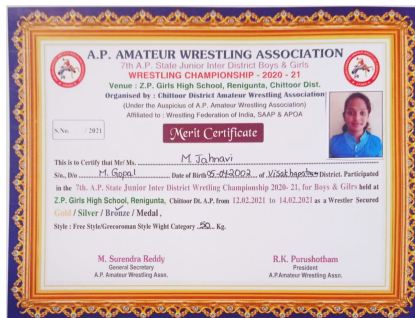 A.P. AMATEUR WRESTLING ASSOCIATION
7th A.P. State Junior Inter District Boys & Girls
WRESTLING CHAMPIONSHIP - 2020 - 21
Venue : Z.P. Girls High School, Renigunta, Chittoor Dist.
Organised by : Chittoor District Amateur Wrestling Association
(Under the Auspicius of A.P. Amateur Wrestling Association)
Affiliated to : Wrestling Federation of India, SAAP & APOA
S.No. / 2021
Merit Certificate
This is to Certify that Mr/ Ms. M. Jahnavi
S/o., D/o M. Gopal Date of Birth 05-04-2002 of Visakhapatnam District. Participated
in the 7th. A.P. State Junior Inter District Wretling Championship 2020- 21, for Boys & Gilrs held at
Z.P. Girls High School, Renigunta, Chittoor Dt. A.P. from 12.02.2021 to 14.02.2021 as a Wrestler Secured
Gold / Silver / Bronze / Medal,
Style : Free Style/Grecoroman Style Wight Category 50 Kg.
M. Surendra Reddy
General Secretary
A.P. Amateur Wrestling Assn.
R.K. Purushotham
President
A.P.Amateur Wrestling Assn.